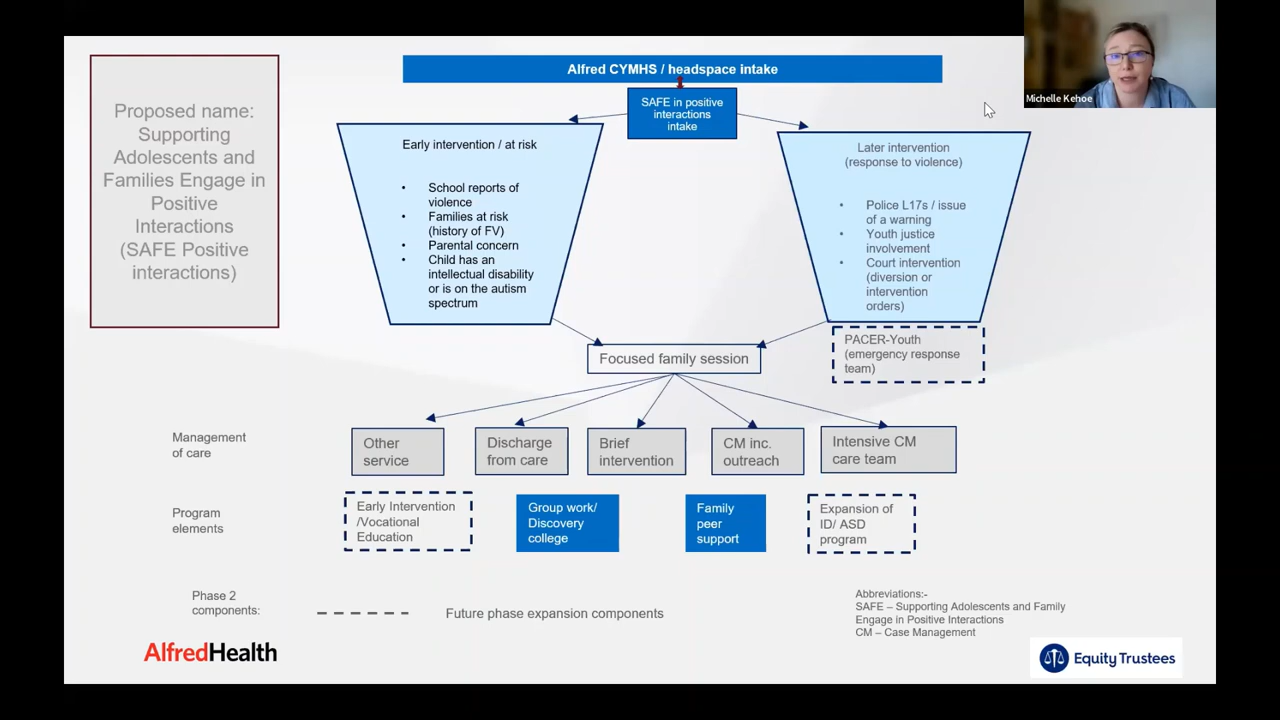 Alfred CYMHS / headspace intake
Michelle Kehoe
Proposed name:
Supporting
Adolescents and
Families Engage in
Positive
Interactions
(SAFE Positive
interactions)
SAFE in positive
interactions
intake
Early intervention / at risk
• School reports of
violence
• Families at risk
(history of FV)
• Parental concern
• Child has an
intellectual disability
or is on the autism
spectrum
Later intervention
(response to violence)
• Police L17s / issue
of a warning
• Youth justice
involvement
• Court intervention
(diversion or
intervention
orders)
PACER-Youth
(emergency response
team)
Focused family session
Management
of care
Other
service
Discharge
from care
Brief
intervention
CM inc.
outreach
Intensive CM
care team
Program
elements
Early Intervention
/Vocational
Education
Group work/
Discovery
college
Family
peer
support
Expansion of
ID/ ASD
program
Phase 2
components:
Future phase expansion components
Abbreviations:-
SAFE – Supporting Adolescents and Family
Engage in Positive Interactions
CM – Case Management
AlfredHealth
Equity Trustees